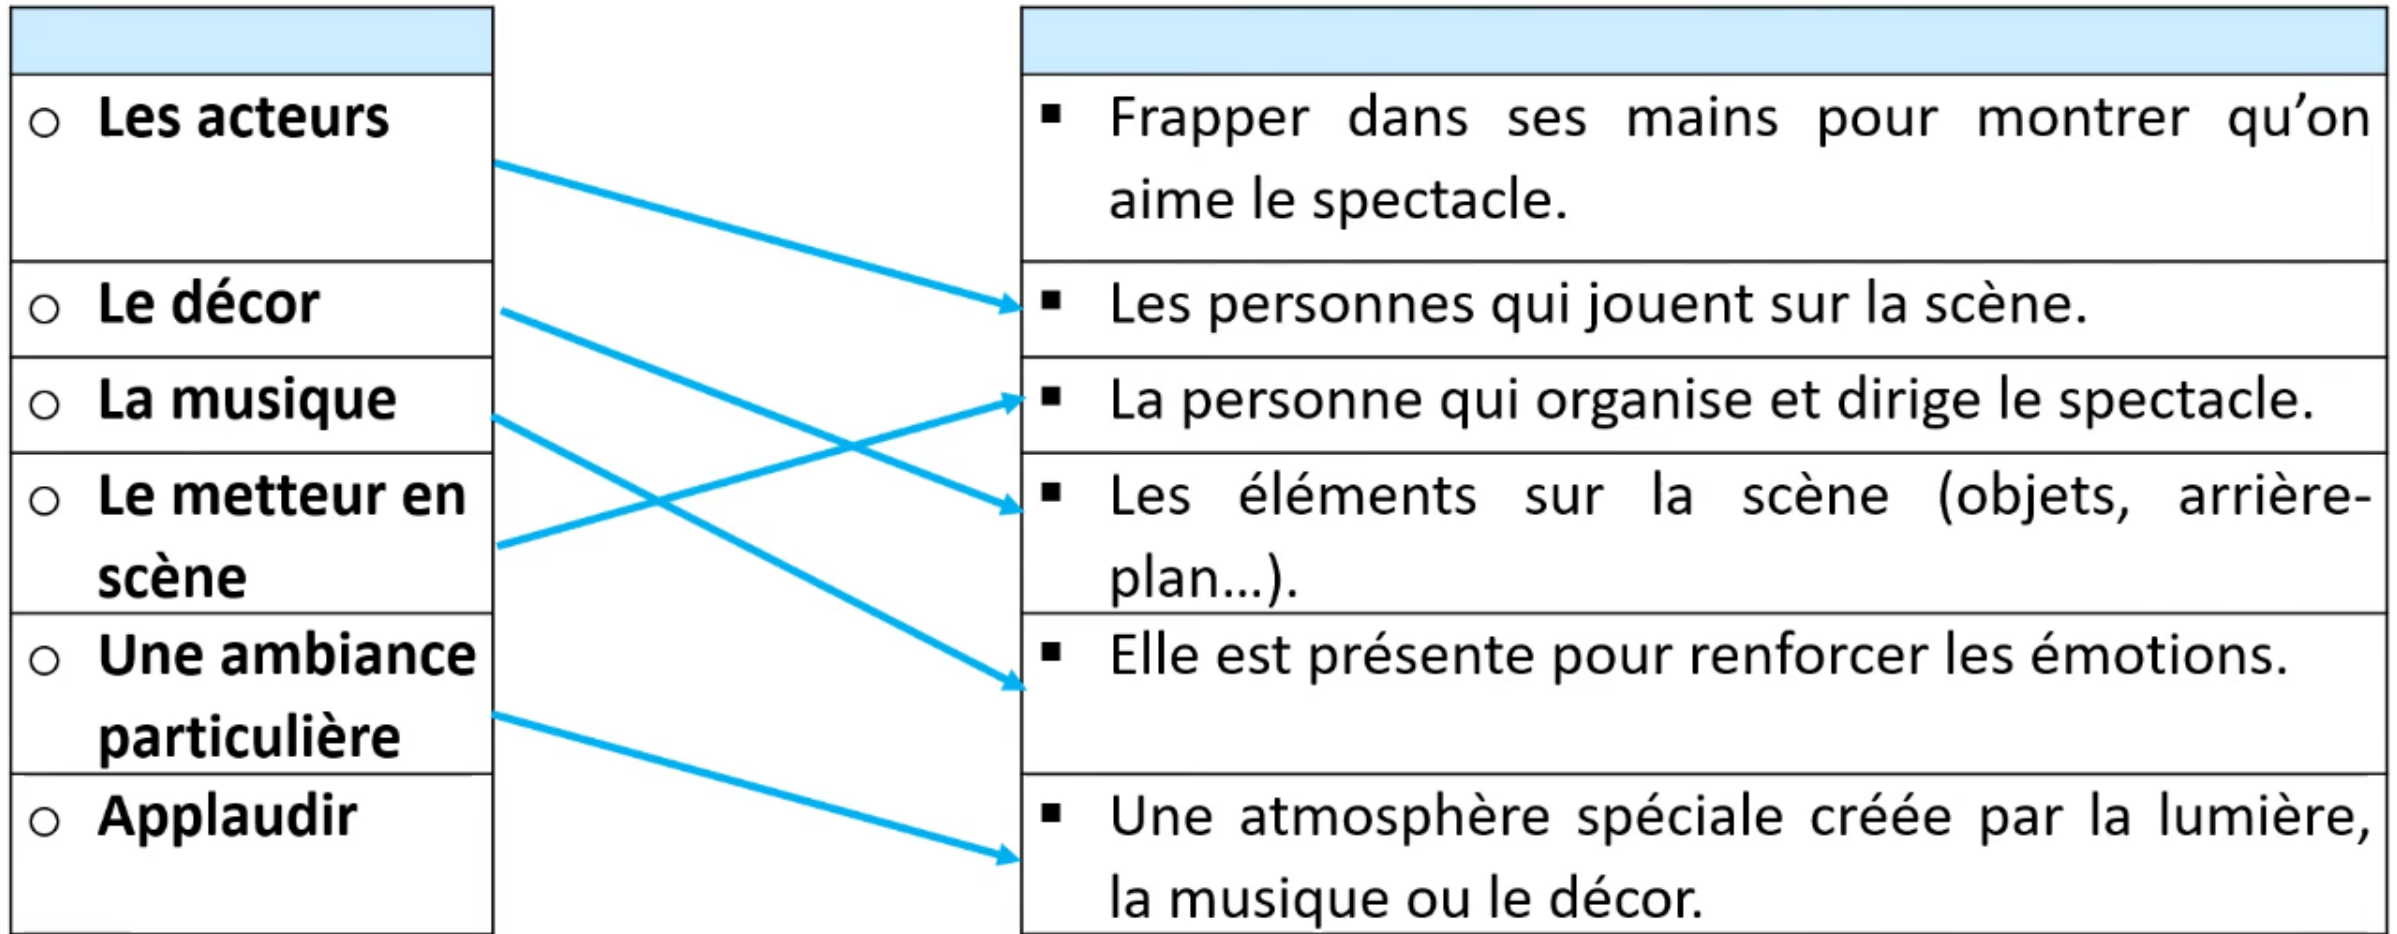 Les acteurs
Le décor
La musique
Le metteur en
scène
Une ambiance
particulière
Applaudir
Frapper dans ses mains pour montrer qu’on
aime le spectacle.
Les personnes qui jouent sur la scène.
La personne qui organise et dirige le spectacle.
Les éléments sur la scène (objets, arrière-
plan…).
Elle est présente pour renforcer les émotions.
Une atmosphère spéciale créée par la lumière,
la musique ou le décor.